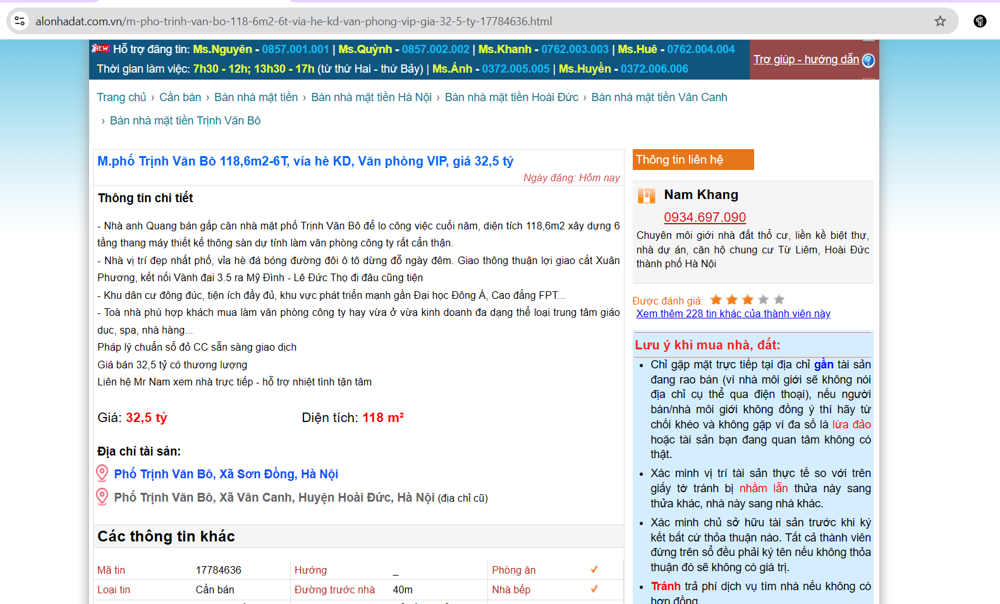 alonhadat.com.vn/m-pho-trinh-van-bo-118-6m2-6t-via-he-kd-van-phong-vip-gia-32-5-ty-17784636.html
NEW Hỗ trợ đăng tin: Ms.Nguyên - 0857.001.001 | Ms.Quỳnh - 0857.002.002 | Ms.Khanh - 0762.003.003 | Ms.Huê - 0762.004.004
Thời gian làm việc: 7h30 - 12h; 13h30 - 17h (từ thứ Hai - thứ Bảy) | Ms.Ánh - 0372.005.005 | Ms.Huyền - 0372.006.006
Trợ giúp - hướng dẫn
Trang chủ › Cần bán › Bán nhà mặt tiền › Bán nhà mặt tiền Hà Nội › Bán nhà mặt tiền Hoài Đức › Bán nhà mặt tiền Vân Canh
› Bán nhà mặt tiền Trịnh Văn Bô
M.phố Trịnh Văn Bô 118,6m2-6T, vỉa hè KD, Văn phòng VIP, giá 32,5 tỷ
Ngày đăng: Hôm nay
Thông tin chi tiết
- Nhà anh Quang bán gấp căn nhà mặt phố Trịnh Văn Bô để lo công việc cuối năm, diện tích 118,6m2 xây dựng 6
tầng thang máy thiết kế thông sàn dự tính làm văn phòng công ty rất cẩn thận.
- Nhà vị trí đẹp nhất phố, vỉa hè đá bóng đường đôi ô tô dừng đỗ ngày đêm. Giao thông thuận lợi giao cắt Xuân
Phương, kết nối Vành đai 3.5 ra Mỹ Đình - Lê Đức Thọ đi đâu cũng tiện
- Khu dân cư đông đúc, tiện ích đầy đủ, khu vực phát triển mạnh gần Đại học Đông Á, Cao đẳng FPT...
- Toà nhà phù hợp khách mua làm văn phòng công ty hay vừa ở vừa kinh doanh đa dạng thể loại trung tâm giáo
dục, spa, nhà hàng...
Pháp lý chuẩn sổ đỏ CC sẵn sàng giao dịch
Giá bán 32,5 tỷ có thương lượng
Liên hệ Mr Nam xem nhà trực tiếp - hỗ trợ nhiệt tình tận tâm
Giá: 32,5 tỷ Diện tích: 118 m²
Địa chỉ tài sản:
Phố Trịnh Văn Bô, Xã Sơn Đồng, Hà Nội
Phố Trịnh Văn Bô, Xã Vân Canh, Huyện Hoài Đức, Hà Nội (địa chỉ cũ)
Các thông tin khác
Mã tin 17784636 Hướng _ Phòng ăn
Loại tin Cần bán Đường trước nhà 40m Nhà bếp
Thông tin liên hệ
Nam Khang
0934.697.090
Chuyên môi giới nhà đất thổ cư, liền kề biệt thự,
nhà dự án, căn hộ chung cư Từ Liêm, Hoài Đức
thành phố Hà Nội
Được đánh giá:
Xem thêm 228 tin khác của thành viên này
Lưu ý khi mua nhà, đất:
• Chỉ gặp mặt trực tiếp tại địa chỉ gần tài sản
đang rao bán (vì nhà môi giới sẽ không nói
địa chỉ cụ thể qua điện thoại), nếu người
bán/nhà môi giới không đồng ý thì hãy từ
chối khéo và không gặp vì đa số là lừa đảo
hoặc tài sản bạn đang quan tâm không có
thật.
• Xác minh vị trí tài sản thực tế so với trên
giấy tờ tránh bị nhầm lẫn thửa này sang
thửa khác, nhà này sang nhà khác.
• Xác minh chủ sở hữu tài sản trước khi ký
kết bất cứ thỏa thuận nào. Tất cả thành viên
đứng trên sổ đều phải ký tên nếu không thỏa
thuận đó sẽ không có giá trị.
• Tránh trả phí dịch vụ tìm nhà nếu không có
hợp đồng